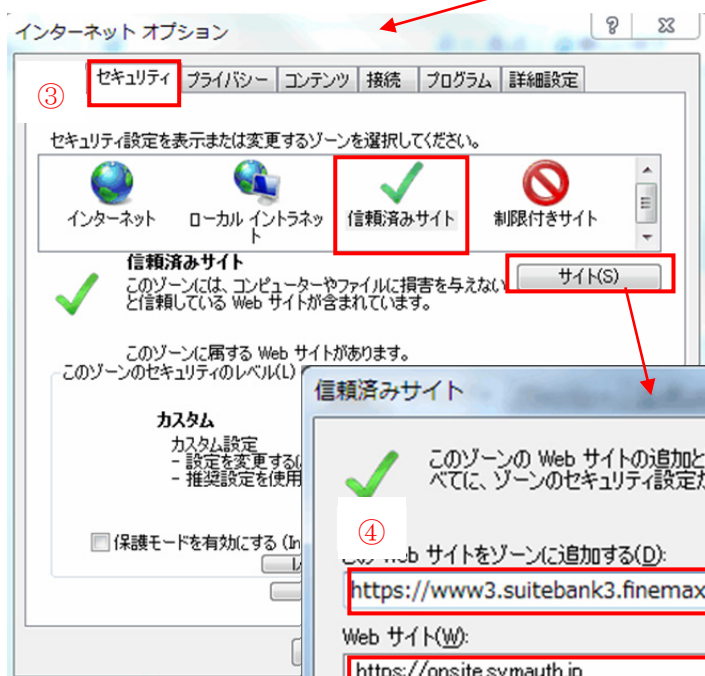 インターネット オプション
③
セキュリティ プライバシー コンテンツ 接続 プログラム 詳細設定
セキュリティ設定を表示または変更するゾーンを選択してください。
インターネット
ローカル イントラネッ
ト
信頼済みサイト
制限付きサイト
信頼済みサイト
このゾーンには、コンピューターやファイルに損害を与えない
と信頼している Web サイトが含まれています。
サイト(S)
このゾーンに属する Web サイトがあります。
このゾーンのセキュリティのレベル(L)
カスタム
カスタム設定
- 設定を変更する
- 推奨設定を使用
保護モードを有効にする (In
信頼済みサイト
このゾーンの Web サイトの追加と
べてに、ゾーンのセキュリティ設定が
④
Web サイトをゾーンに追加する(D):
https://www3.suitebank3.finemax
Web サイト(W):
https://onsite.symauth.jp